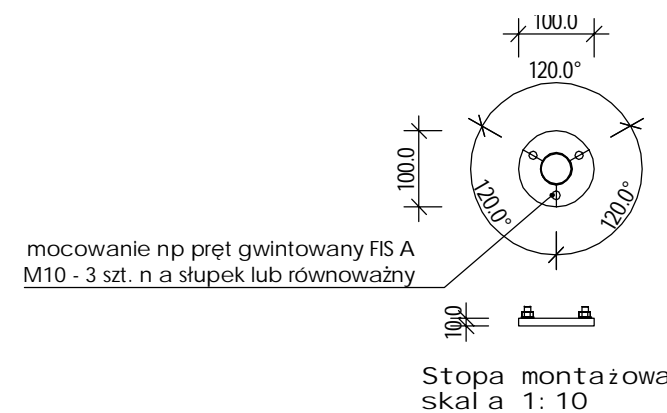 100.0
120.0°
100.0
120.0°
120.0°
mocowanie np pręt gwintowany FIS A
M10 - 3 szt. n a słupek lub równoważny
10.0
Stopa montażowa
skala 1:10